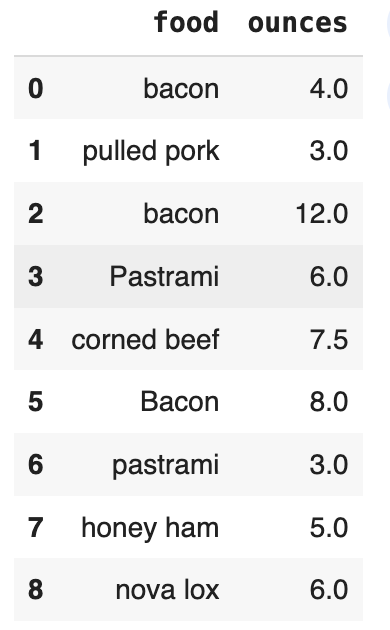 food ounces
0 bacon 4.0
1 pulled pork 3.0
2 bacon 12.0
3 Pastrami 6.0
4 corned beef 7.5
5 Bacon 8.0
6 pastrami 3.0
7 honey ham 5.0
8 nova lox 6.0